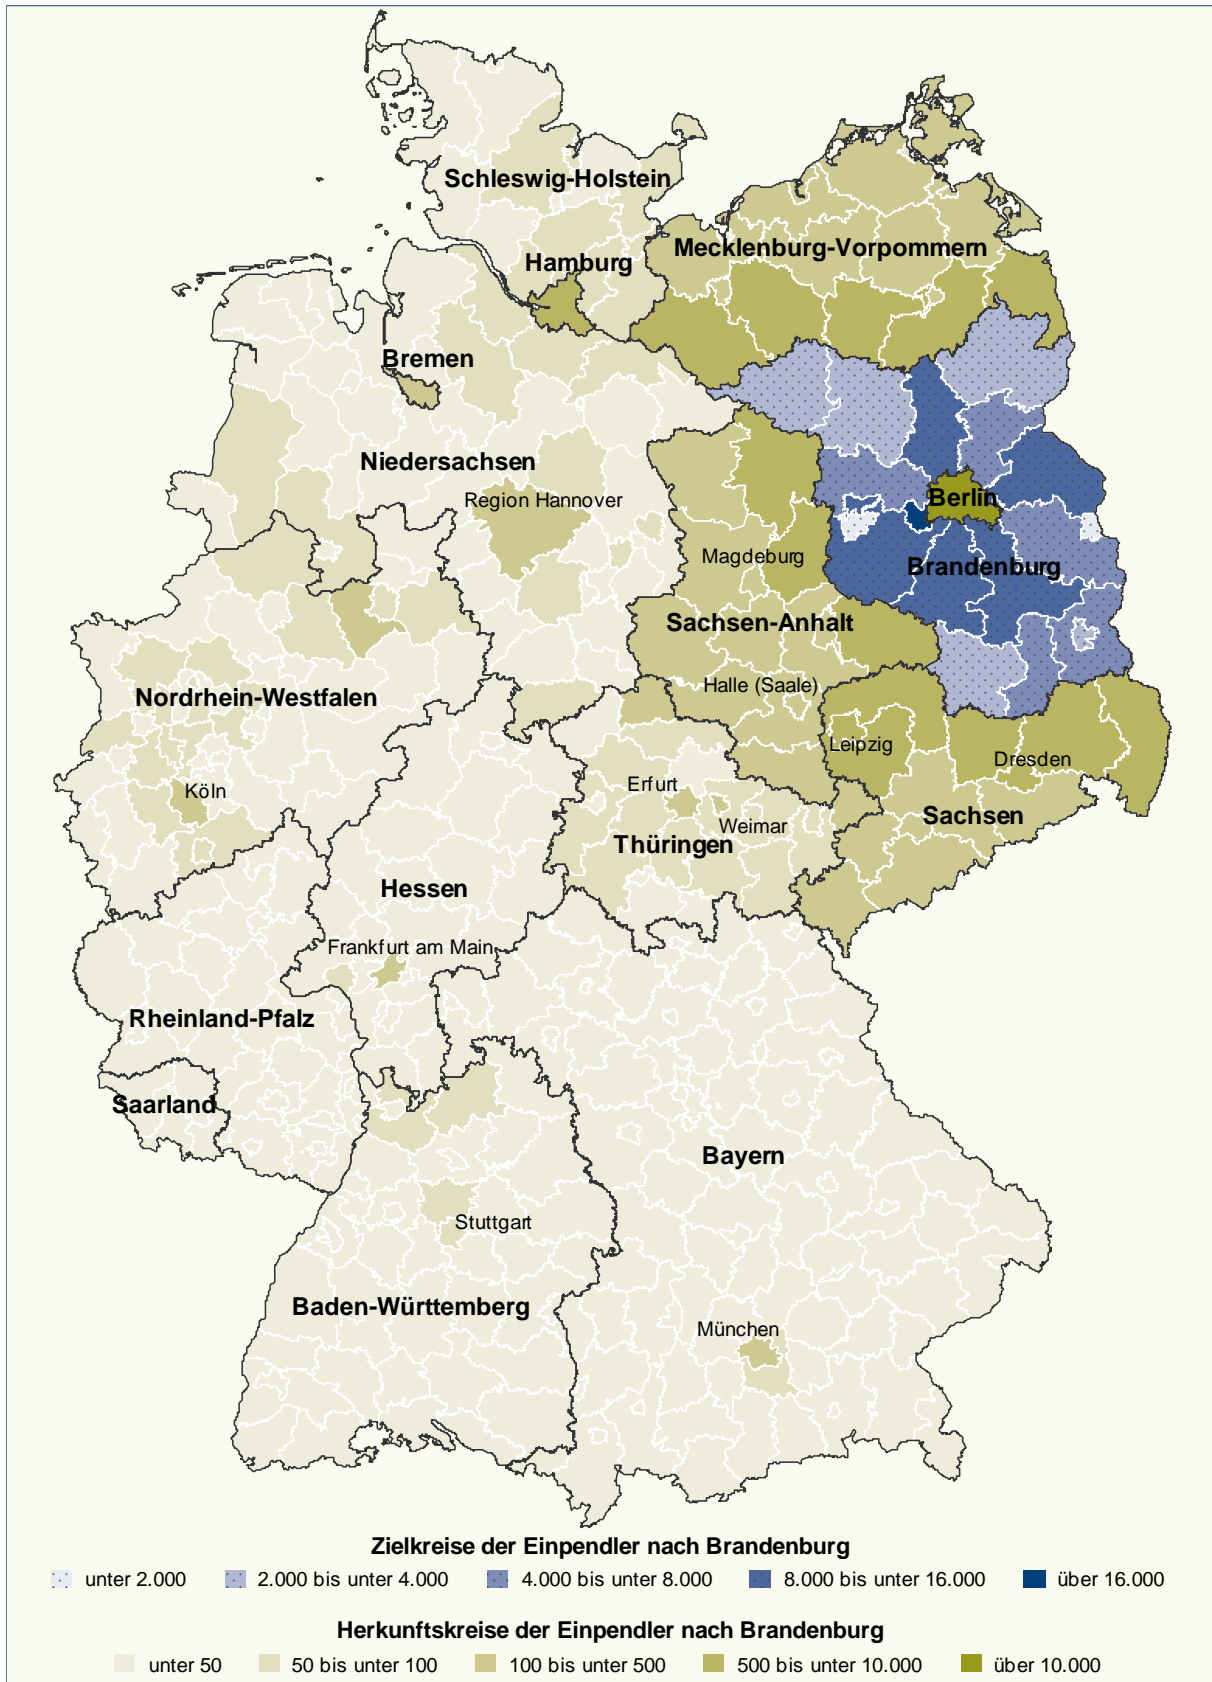 Schleswig-Holstein
Mecklenburg-Vorpommern
Hamburg
Bremen
Niedersachsen
Region Hannover
Berlin
Magdeburg
Brandenburg
Sachsen-Anhalt
Halle (Saale)
Nordrhein-Westfalen
Leipzig
Dresden
Köln
Erfurt
Sachsen
Weimar
Thüringen
Hessen
Frankfurt am Main
Rheinland-Pfalz
Saarland
Bayern
Stuttgart
Baden-Württemberg
München
Zielkreise der Einpendler nach Brandenburg
unter 2.000 2.000 bis unter 4.000 4.000 bis unter 8.000 8.000 bis unter 16.000 über 16.000
Herkunftskreise der Einpendler nach Brandenburg
unter 50 50 bis unter 100 100 bis unter 500 500 bis unter 10.000 über 10.000